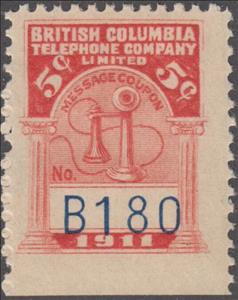 BRITISH COLUMBIA
TELEPHONE COMPANY
LIMITED
5¢ 5¢
MESSAGE COUPON
No.
B180
1911